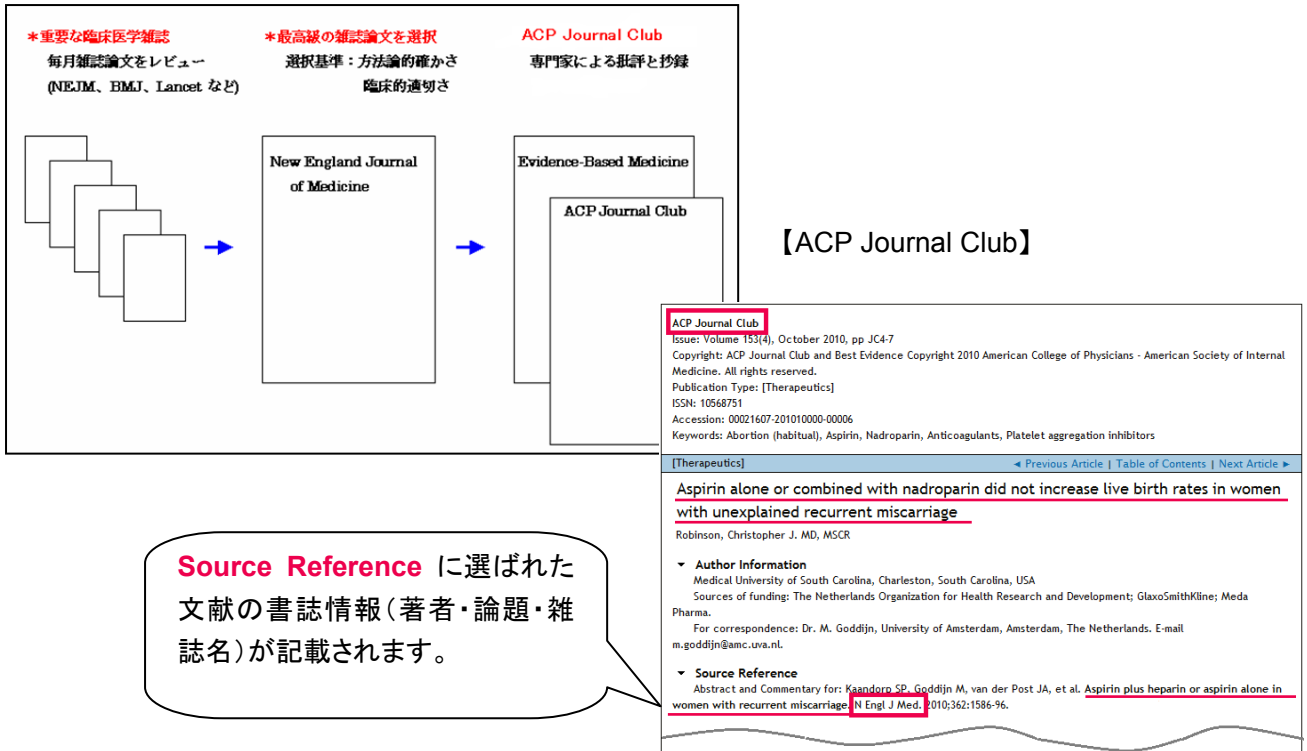 *重要な臨床医学雑誌
毎月雑誌論文をレビュー
(NEJM、BMJ、Lancet など)
*最高級の雑誌論文を選択
選択基準:方法論的確かさ
臨床的適切さ
ACP Journal Club
専門家による批評と抄録
New England Journal
of Medicine
Evidence-Based Medicine
ACP Journal Club
【ACP Journal Club】
ACP Journal Club
Issue: Volume 153(4), October 2010, pp JC4-7
Copyright: ACP Journal Club and Best Evidence Copyright 2010 American College of Physicians - American Society of Internal
Medicine. All rights reserved.
Publication Type: [Therapeutics]
ISSN: 10568751
Accession: 00021607-201010000-00006
Keywords: Abortion (habitual), Aspirin, Nadroparin, Anticoagulants, Platelet aggregation inhibitors
[Therapeutics] ◄ Previous Article | Table of Contents | Next Article ►
Aspirin alone or combined with nadroparin did not increase live birth rates in women
with unexplained recurrent miscarriage
Robinson, Christopher J. MD, MSCR
Author Information
Medical University of South Carolina, Charleston, South Carolina, USA
Sources of funding: The Netherlands Organization for Health Research and Development; GlaxoSmithKline; Meda
Pharma.
For correspondence: Dr. M. Goddijn, University of Amsterdam, Amsterdam, The Netherlands. E-mail
m.goddijn@amc.uva.nl.
Source Reference
Abstract and Commentary for: Kaandorp SP, Goddijn M, van der Post JA, et al. Aspirin plus heparin or aspirin alone in
women with recurrent miscarriage. N Engl J Med. 2010;362:1586-96.
Source Reference に選ばれた
文献の書誌情報(著者・論題・雑
誌名)が記載されます。